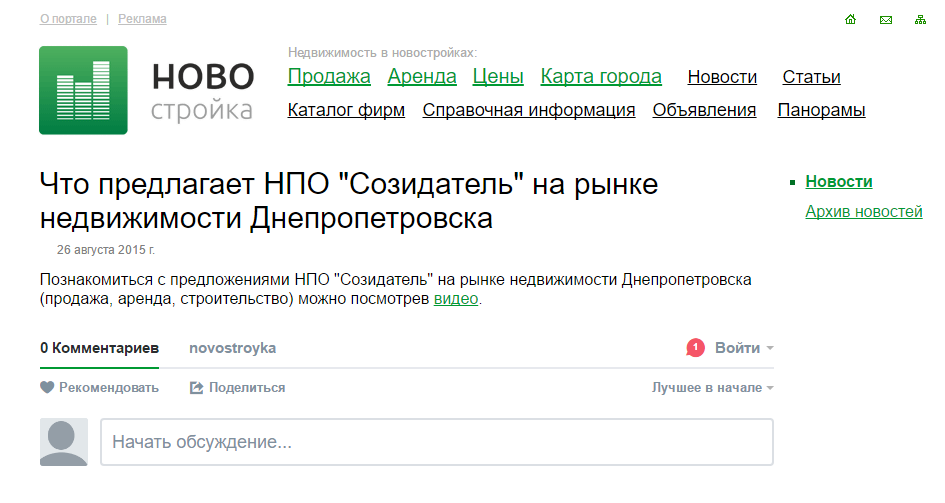 О портале | Реклама
НОВО
стройка
Недвижимость в новостройках:
Продажа Аренда Цены Карта города Новости Статьи
Каталог фирм Справочная информация Объявления Панорамы
Что предлагает НПО "Созидатель" на рынке
недвижимости Днепропетровска
26 августа 2015 г.
Новости
Архив новостей
Познакомиться с предложениями НПО "Созидатель" на рынке недвижимости Днепропетровска
(продажа, аренда, строительство) можно посмотрев видео.
0 Комментариев novostroyka 1 Войти
Рекомендовать Поделиться Лучшее в начале
Начать обсуждение...